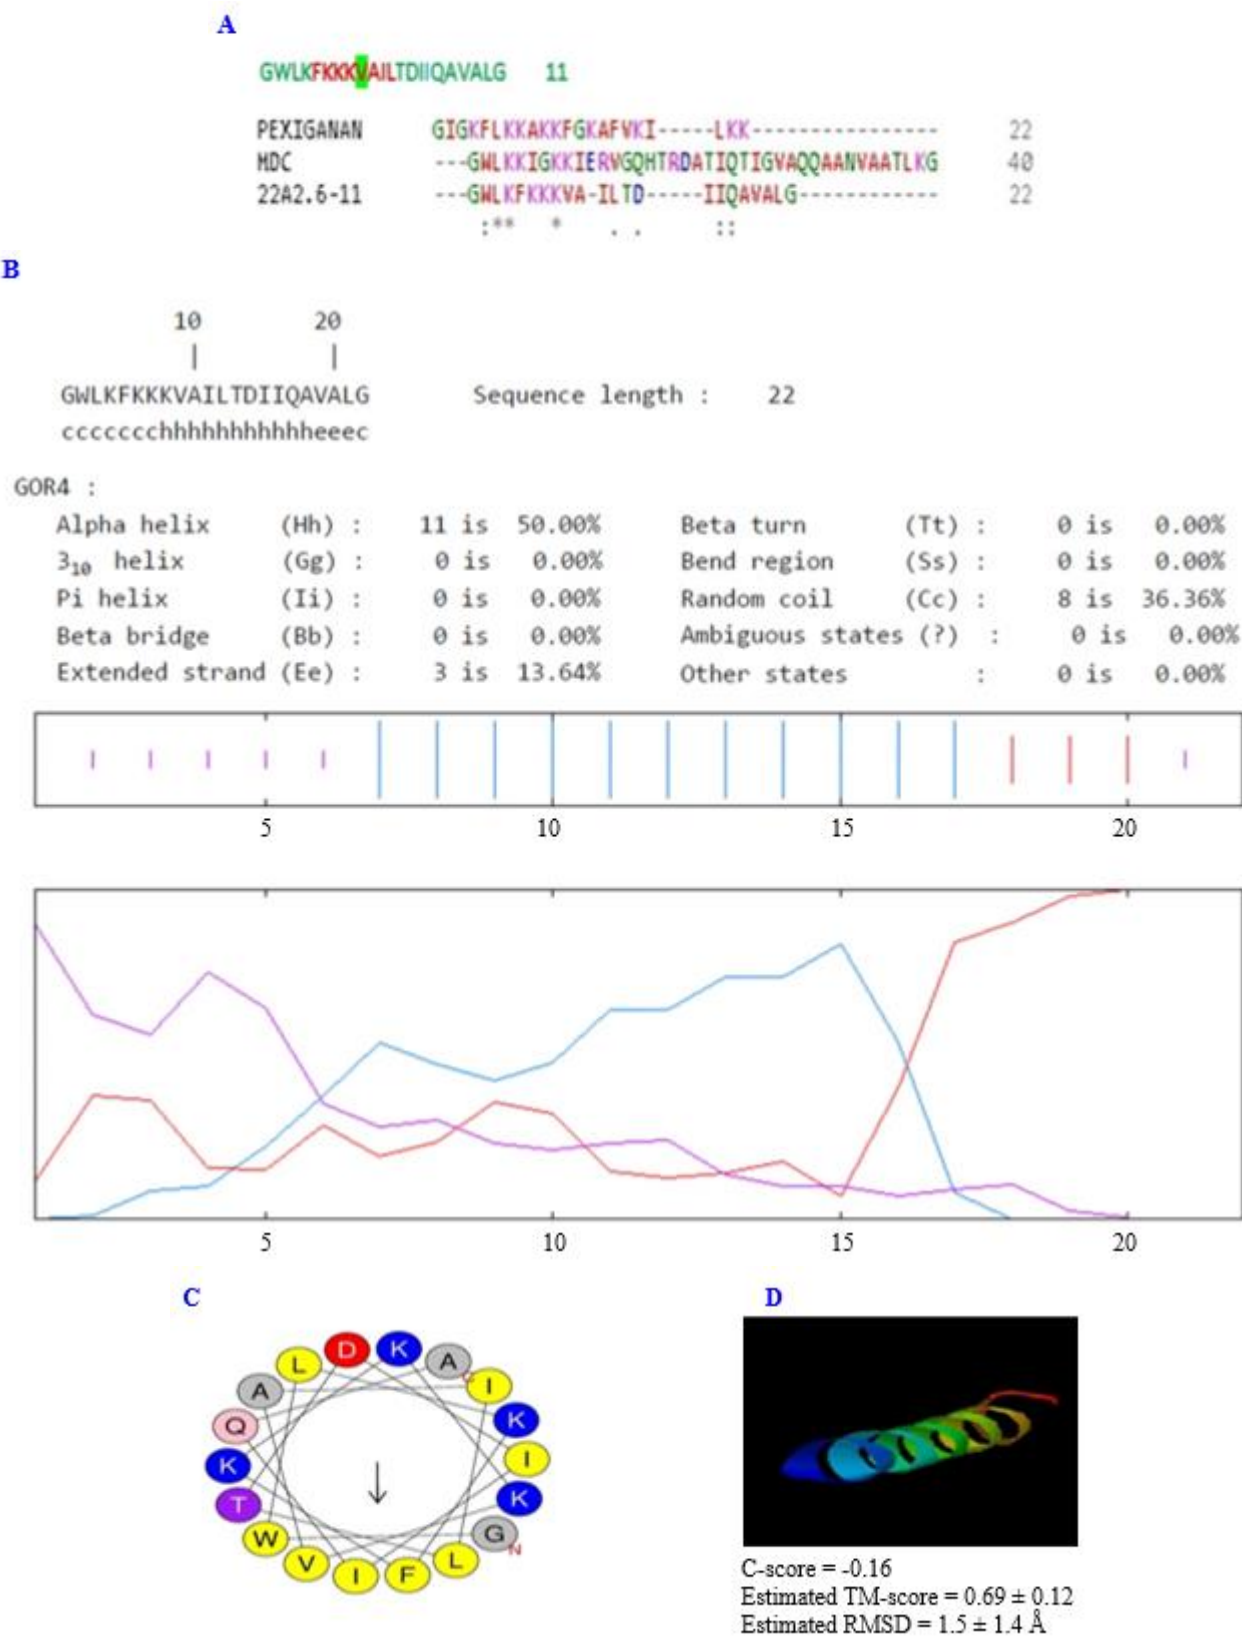 A
GWLKFKKKVAILTDIIQAVALG 11
PEXIGANAN GIGKFLKKAKKFGKAFVKI-----LKK---------------- 22
MDC ---GWLKKIGKKIERVGQHTRDATIQTIGVAQQAANVAATLKG 40
22A2.6-11 ---GWLKFKKKVA-ILTD-----IIQAVALG------------ 22
:** * . . ::
B
10 20
| |
GWLKFKKKVAILTDIIQAVALG Sequence length : 22
ccccccchhhhhhhhhhhheeec
GOR4 :
Alpha helix (Hh) : 11 is 50.00% Beta turn (Tt) : 0 is 0.00%
3₁₀ helix (Gg) : 0 is 0.00% Bend region (Ss) : 0 is 0.00%
Pi helix (Ii) : 0 is 0.00% Random coil (Cc) : 8 is 36.36%
Beta bridge (Bb) : 0 is 0.00% Ambiguous states (?) : 0 is 0.00%
Extended strand (Ee) : 3 is 13.64% Other states : 0 is 0.00%
5 10 15 20
5 10 15 20
C D
L D K A
A C I
Q K
K I
T K
W G N
V I F L
C-score = -0.16
Estimated TM-score = 0.69 ± 0.12
Estimated RMSD = 1.5 ± 1.4 Å